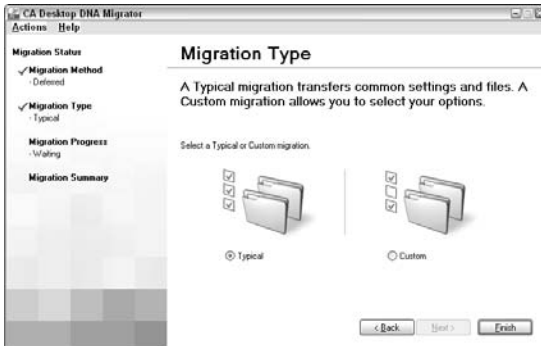 CA Desktop DNA Migrator
Actions Help
Migration Status
Migration Method
- Deferred
Migration Type
- Typical
Migration Progress
- Waiting
Migration Summary
Migration Type
A Typical migration transfers common settings and files. A
Custom migration allows you to select your options.
Select a Typical or Custom migration.
Typical
Custom
< Back
Next >
Finish